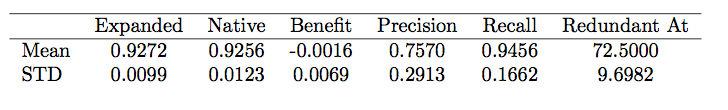 Expanded Native Benefit Precision Recall Redundant At
Mean 0.9272 0.9256 -0.0016 0.7570 0.9456 72.5000
STD 0.0099 0.0123 0.0069 0.2913 0.1662 9.6982